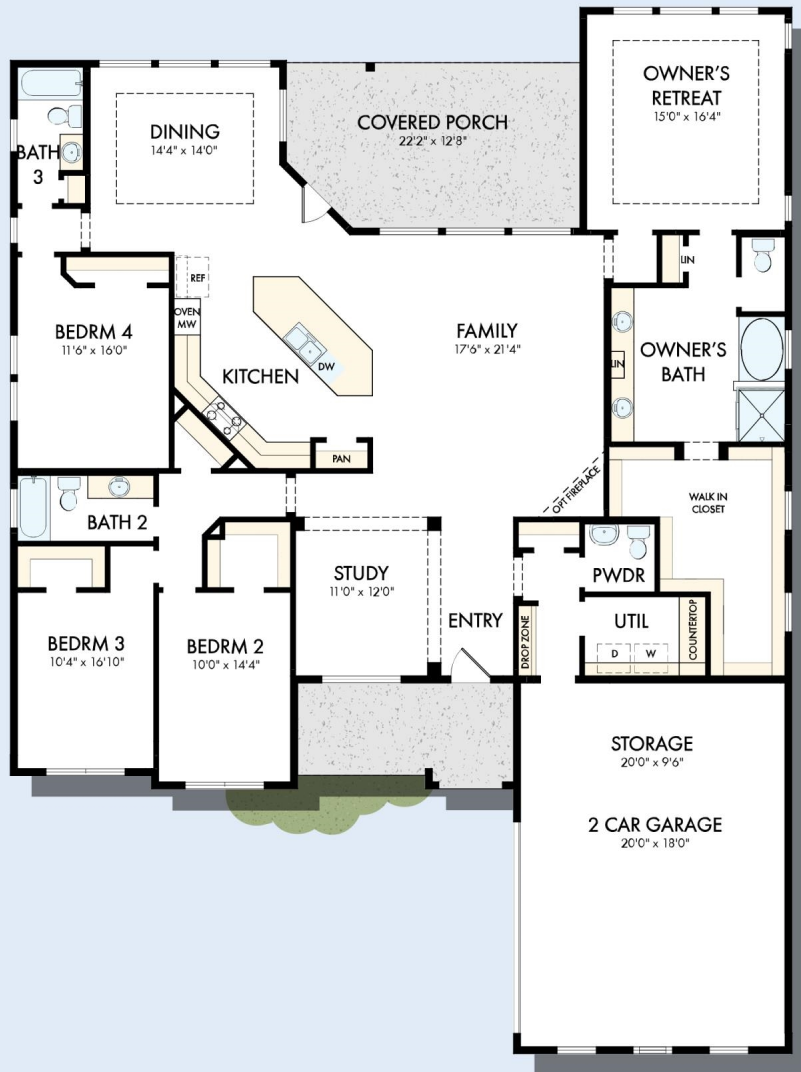 OWNER'S
RETREAT
15'0" x 16'4"
COVERED PORCH
22'2" x 12'8"
DINING
14'4" x 14'0"
BATH
3
LIN
REF
OVEN
MW
BEDRM 4
11'6" x 16'0"
FAMILY
17'6" x 21'4"
OWNER'S
BATH
LIN
DW
KITCHEN
PAN
OPT FIREPLACE
WALK IN
CLOSET
BATH 2
STUDY
11'0" x 12'0"
PWDR
ENTRY
UTIL
DROP ZONE
COUNTERTOP
D
W
BEDRM 3
10'4" x 16'10"
BEDRM 2
10'0" x 14'4"
STORAGE
20'0" x 9'6"
2 CAR GARAGE
20'0" x 18'0"